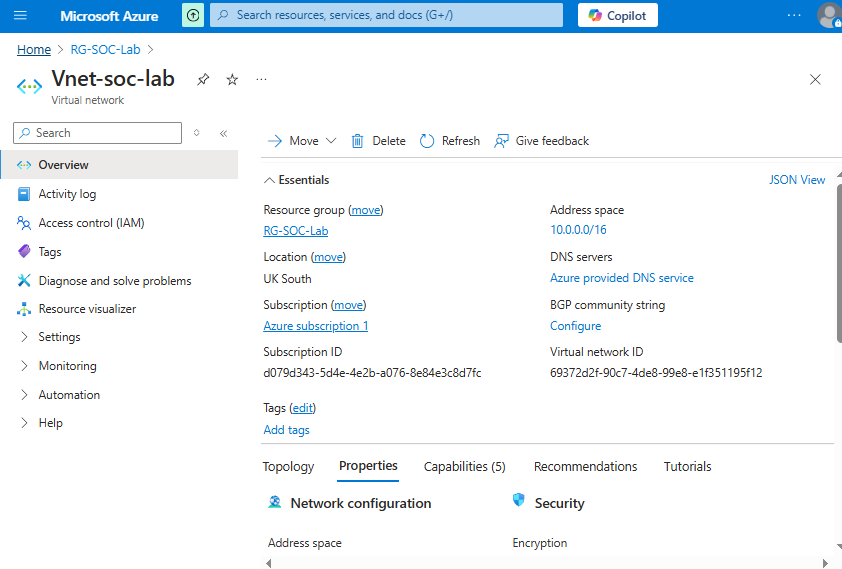 Microsoft Azure
Search resources, services, and docs (G+/)
Copilot
Home > RG-SOC-Lab >
Vnet-soc-lab
Virtual network
Search
Overview
Activity log
Access control (IAM)
Tags
Diagnose and solve problems
Resource visualizer
Settings
Monitoring
Automation
Help
Move
Delete
Refresh
Give feedback
Essentials
JSON View
Resource group (move)
RG-SOC-Lab
Location (move)
UK South
Subscription (move)
Azure subscription 1
Subscription ID
d079d343-5d4e-4e2b-a076-8e84e3c8d7fc
Tags (edit)
Add tags
Address space
10.0.0.0/16
DNS servers
Azure provided DNS service
BGP community string
Configure
Virtual network ID
69372d2f-90c7-4de8-99e8-e1f351195f12
Topology
Properties
Capabilities (5)
Recommendations
Tutorials
Network configuration
Address space
Security
Encryption